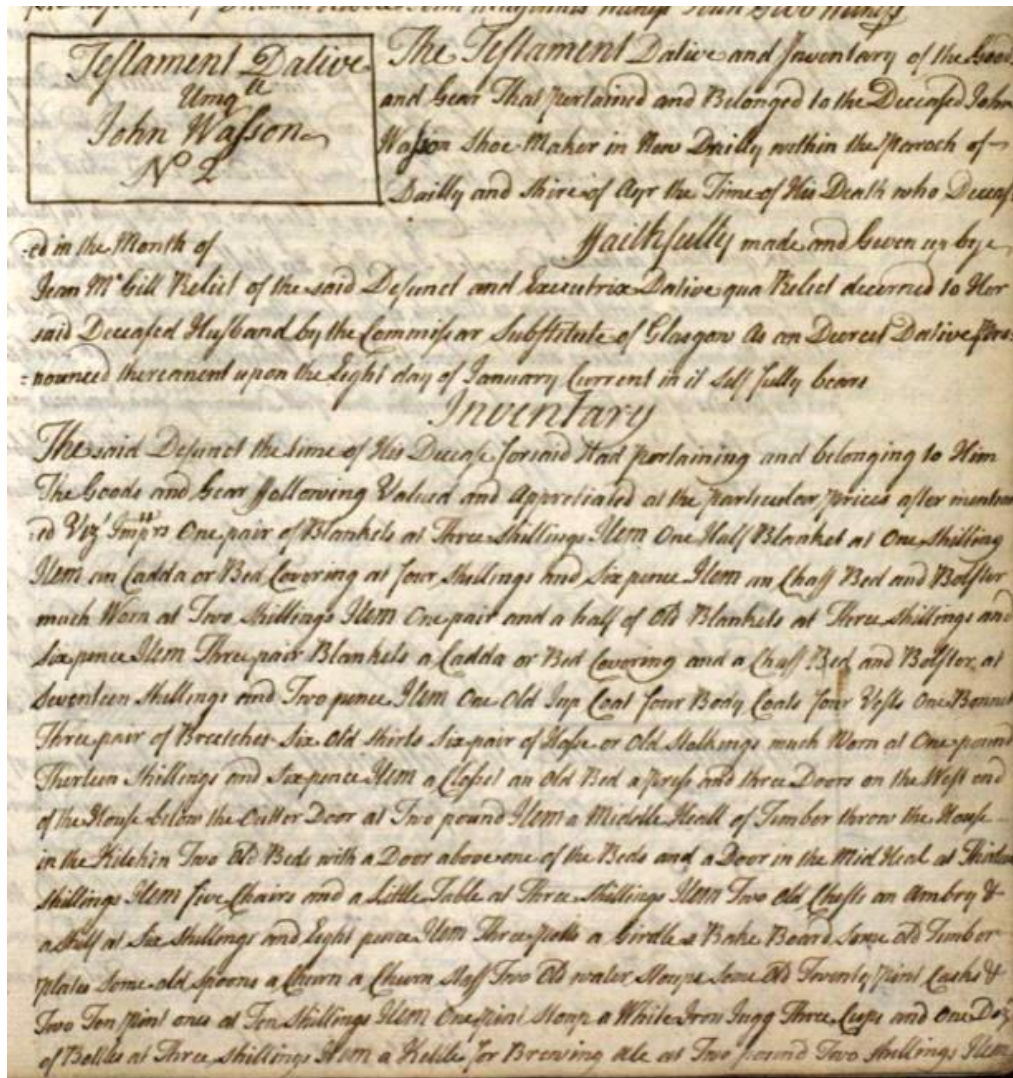 Testament Dative
Umq^ll
John Wasson
N^o 2
The Testament Dative and Inventary of the Good
and Gear That pertained and Belonged to the Deceased John
Wasson Shoe-Maker in New Dailly within the Paroch of
Dailly and Shire of Ayr the Time of His Death who Deceas
=ed in the Month of Faithfully made and Given up by
Jean M^cGill Relict of the said Defunct and Executrix Dative qua Relict decerned to Her
said Deceased Husband by the Commissar Substitute of Glasgow As an Decreet Dative Pro=
=nounced thereanent upon the Eight day of January Current in it self fully bears
Inventary
The said Defunct the time of His Decease forsaid Had pertaining and belonging to Him
The Goods and Gear ffollowing Valued and Appretiated at the particular prices after mention
=ed Viz^t Imp^rs One pair of Blankets at Three Shillings Item One Half Blanket at One Shilling
Item an Cadda or Bed Covering at four Shillings and Six pence Item an Chaff Bed and Bolster
much Worn at Two Shillings Item One pair and a half of Old Blankets at Three Shillings and
Six pence Item Three pair Blankets a Cadda or Bed Covering and a Chaff Bed and Bolster, at
Seventeen Shillings and Two pence Item One Old Jup Coat four Body Coats four Vests One Bonnet
Three pair of Breetches Six Old Shirts Six pair of Hose or Old Stolkings much Worn at One pound
Therteen Shillings and Six pence Item a Closset an Old Bed a press and three Doors on the West end
of the House below the Outter Door at Two pound Item a Middle Heall of Timber throw the House
in the Kitchin Two Old Beds with a Door above one of the Beds and a Door in the Mid Heal at
Shillings Item five Chairs and a Little Table at Three Shillings Item Two Old Chests an Ambry &
a Shelf at Six Shillings and Eight pence Item Three potts a Girdle a Bake Board Some old Timber
plates Some old spoons a Churn a Churn Staff Two Old water Stoups Some Old Twenty pint Casks &
Two Ten pint ones at Ten Shillings Item One pint Stoup a White Iron Jugg Three Cups and one Doz
of Bottles at Three Shillings Item a Kettle for Brewing Ale at Two pound Two Shillings Item